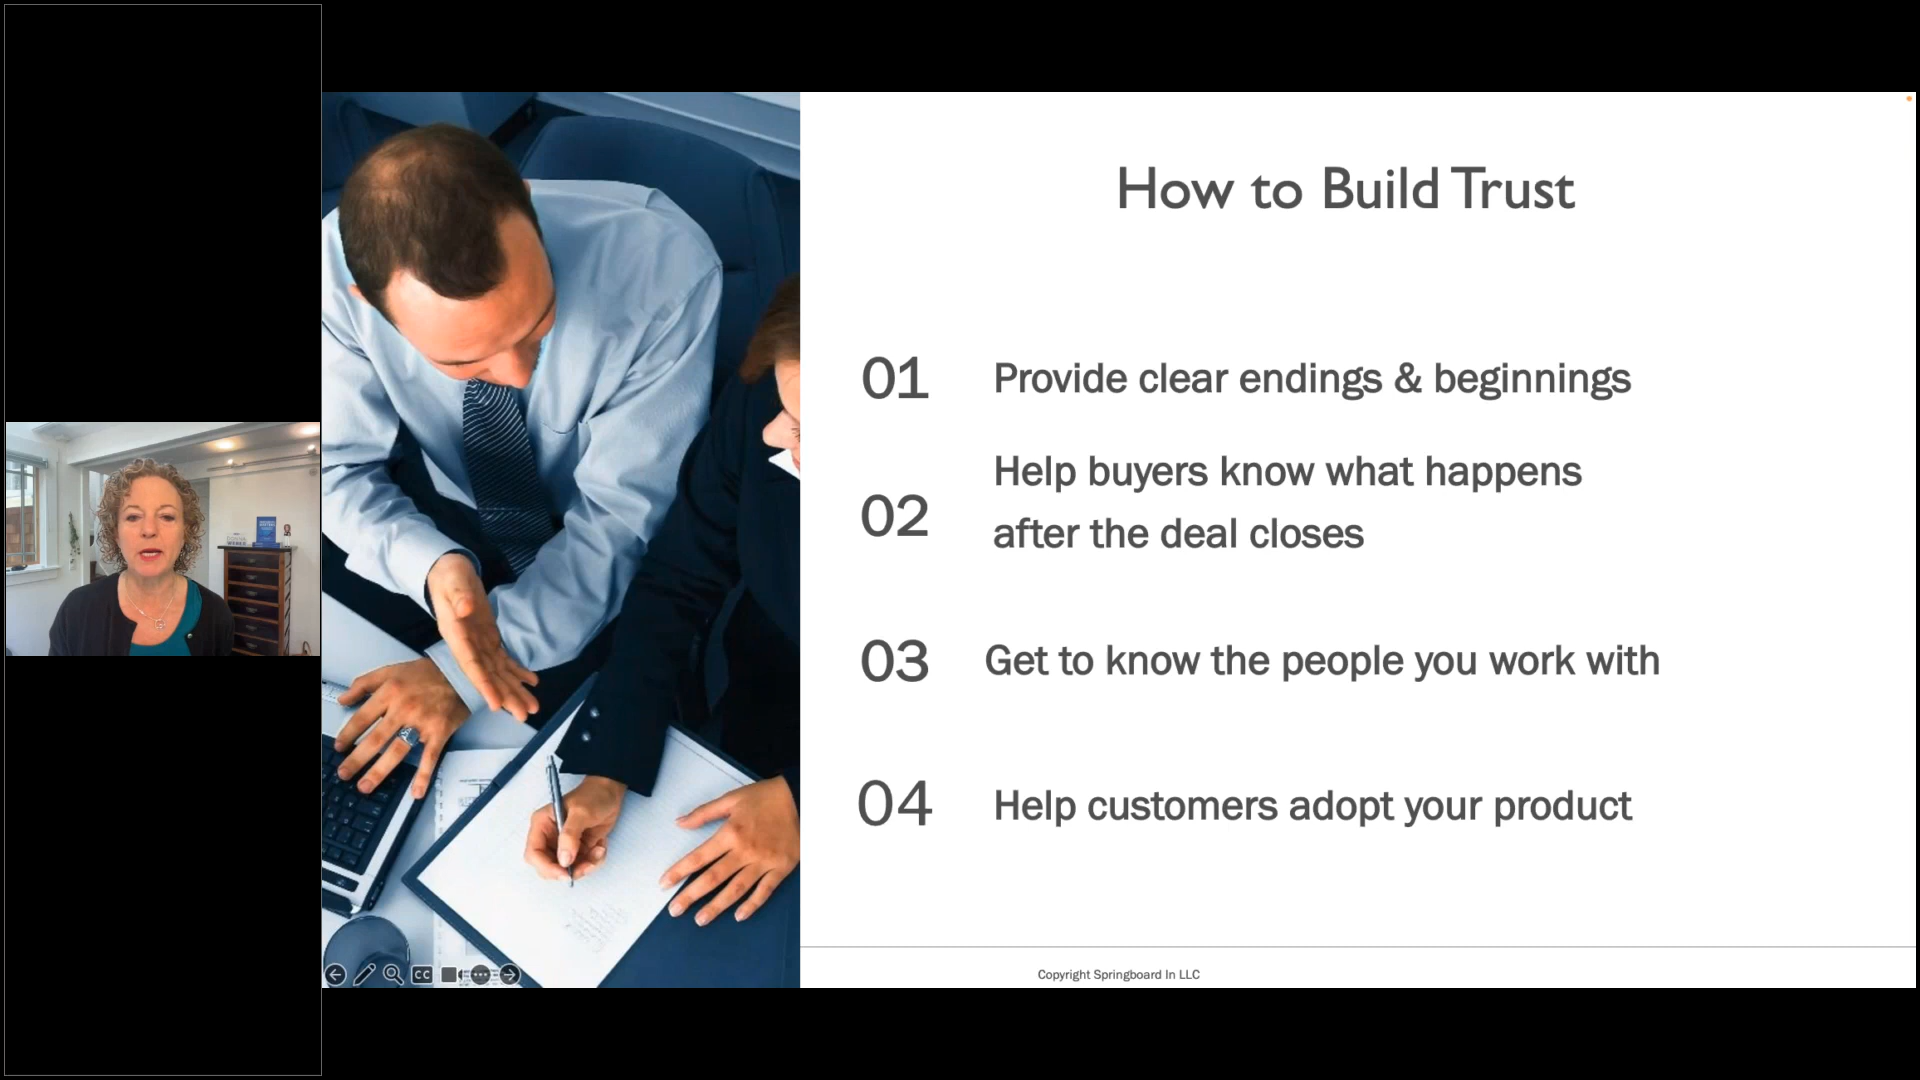 How to Build Trust
01
Provide clear endings & beginnings
02
Help buyers know what happens
after the deal closes
03
Get to know the people you work with
04
Help customers adopt your product
CC
Copyright Springboard In LLC